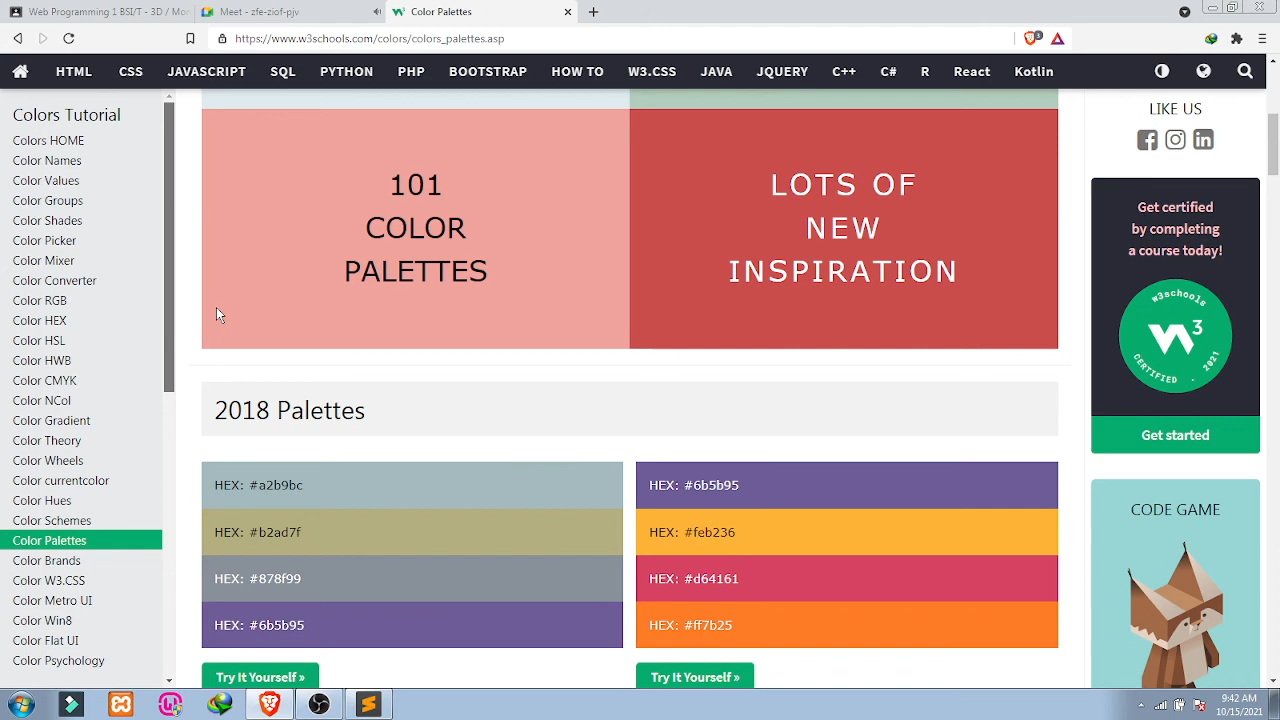 Web Programming 1 BSIT - 3D / Mon
Meet - zfe-ziof-pjv
Color Palettes
https://www.w3schools.com/colors/colors_palettes.asp
3
HTML
CSS
JAVASCRIPT
SQL
PYTHON
PHP
BOOTSTRAP
HOW TO
W3.CSS
JAVA
JQUERY
C++
C#
R
React
Kotlin
Colors Tutorial
Colors HOME
Color Names
Color Values
Color Groups
Color Shades
Color Picker
Color Mixer
Color Converter
Color RGB
Color HEX
Color HSL
Color HWB
Color CMYK
Color NCol
Color Gradient
Color Theory
Color Wheels
Color currentcolor
Color Hues
Color Schemes
Color Palettes
Color Brands
Color W3.CSS
Color Metro UI
Color Win8
Color Flat UI
Color Psychology
101
COLOR
PALETTES
LOTS OF
NEW
INSPIRATION
2018 Palettes
HEX: #a2b9bc
HEX: #b2ad7f
HEX: #878f99
HEX: #6b5b95
Try It Yourself »
HEX: #6b5b95
HEX: #feb236
HEX: #d64161
HEX: #ff7b25
Try It Yourself »
LIKE US
Get certified
by completing
a course today!
w3schools
W3
CERTIFIED . 2021
Get started
CODE GAME
9:42 AM
10/15/2021